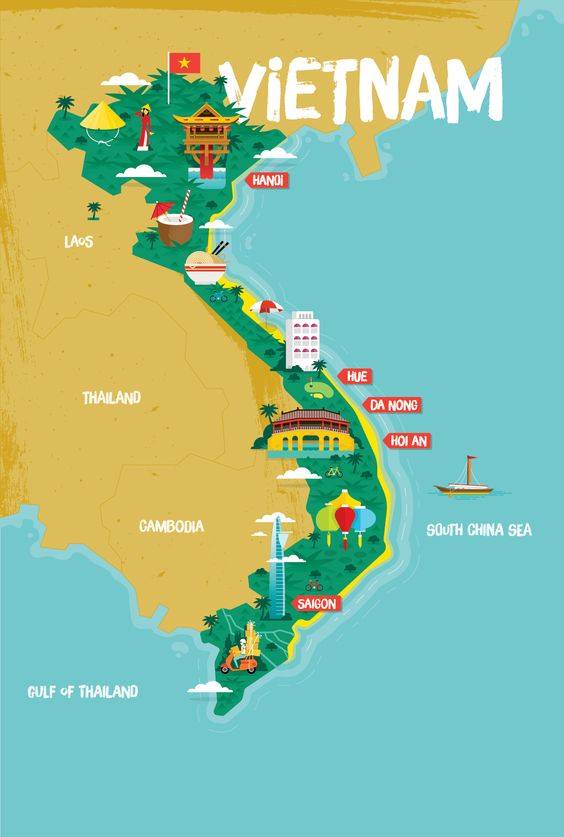 ViETNAM
HANOi
LAOS
HUE
THAILAND
DA NONG
HOI AN
CAMBODIA
SOUTH CHINA SEA
SAIGON
GULF OF THAILAND